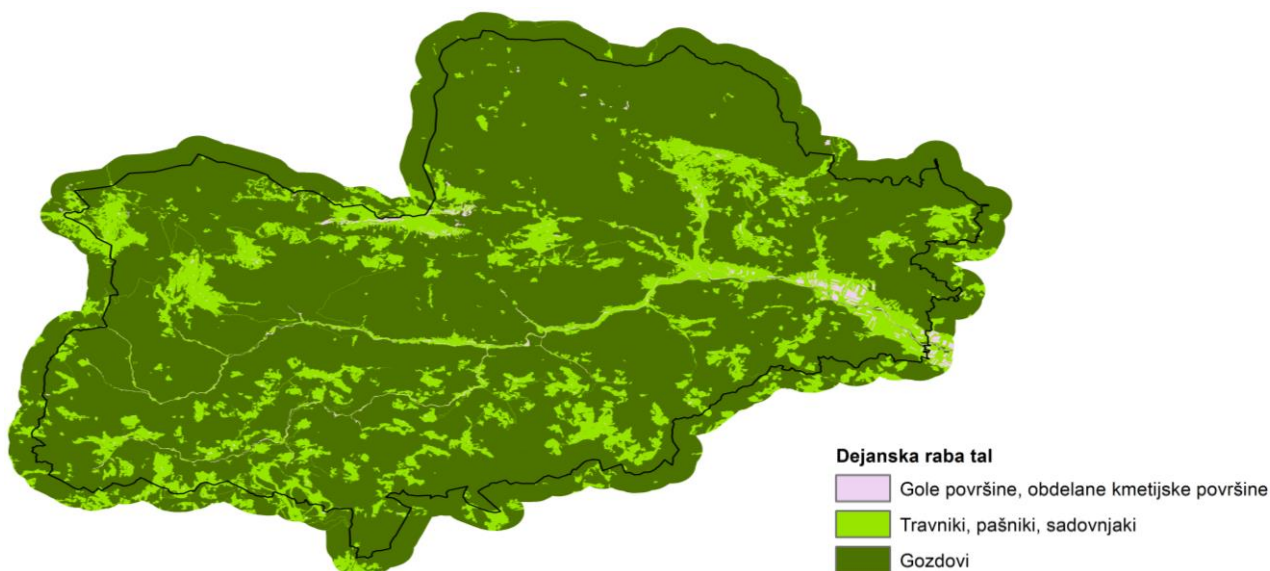 Dejanska raba tal
Gole površine, obdelane kmetijske površine
Travniki, pašniki, sadovnjaki
Gozdovi